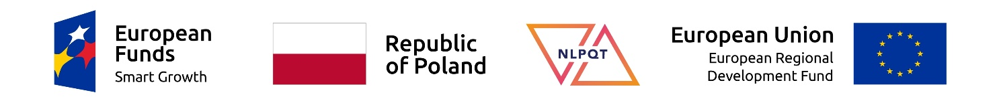 European
Funds
Smart Growth
Republic
of Poland
NLPQT
European Union
European Regional
Development Fund